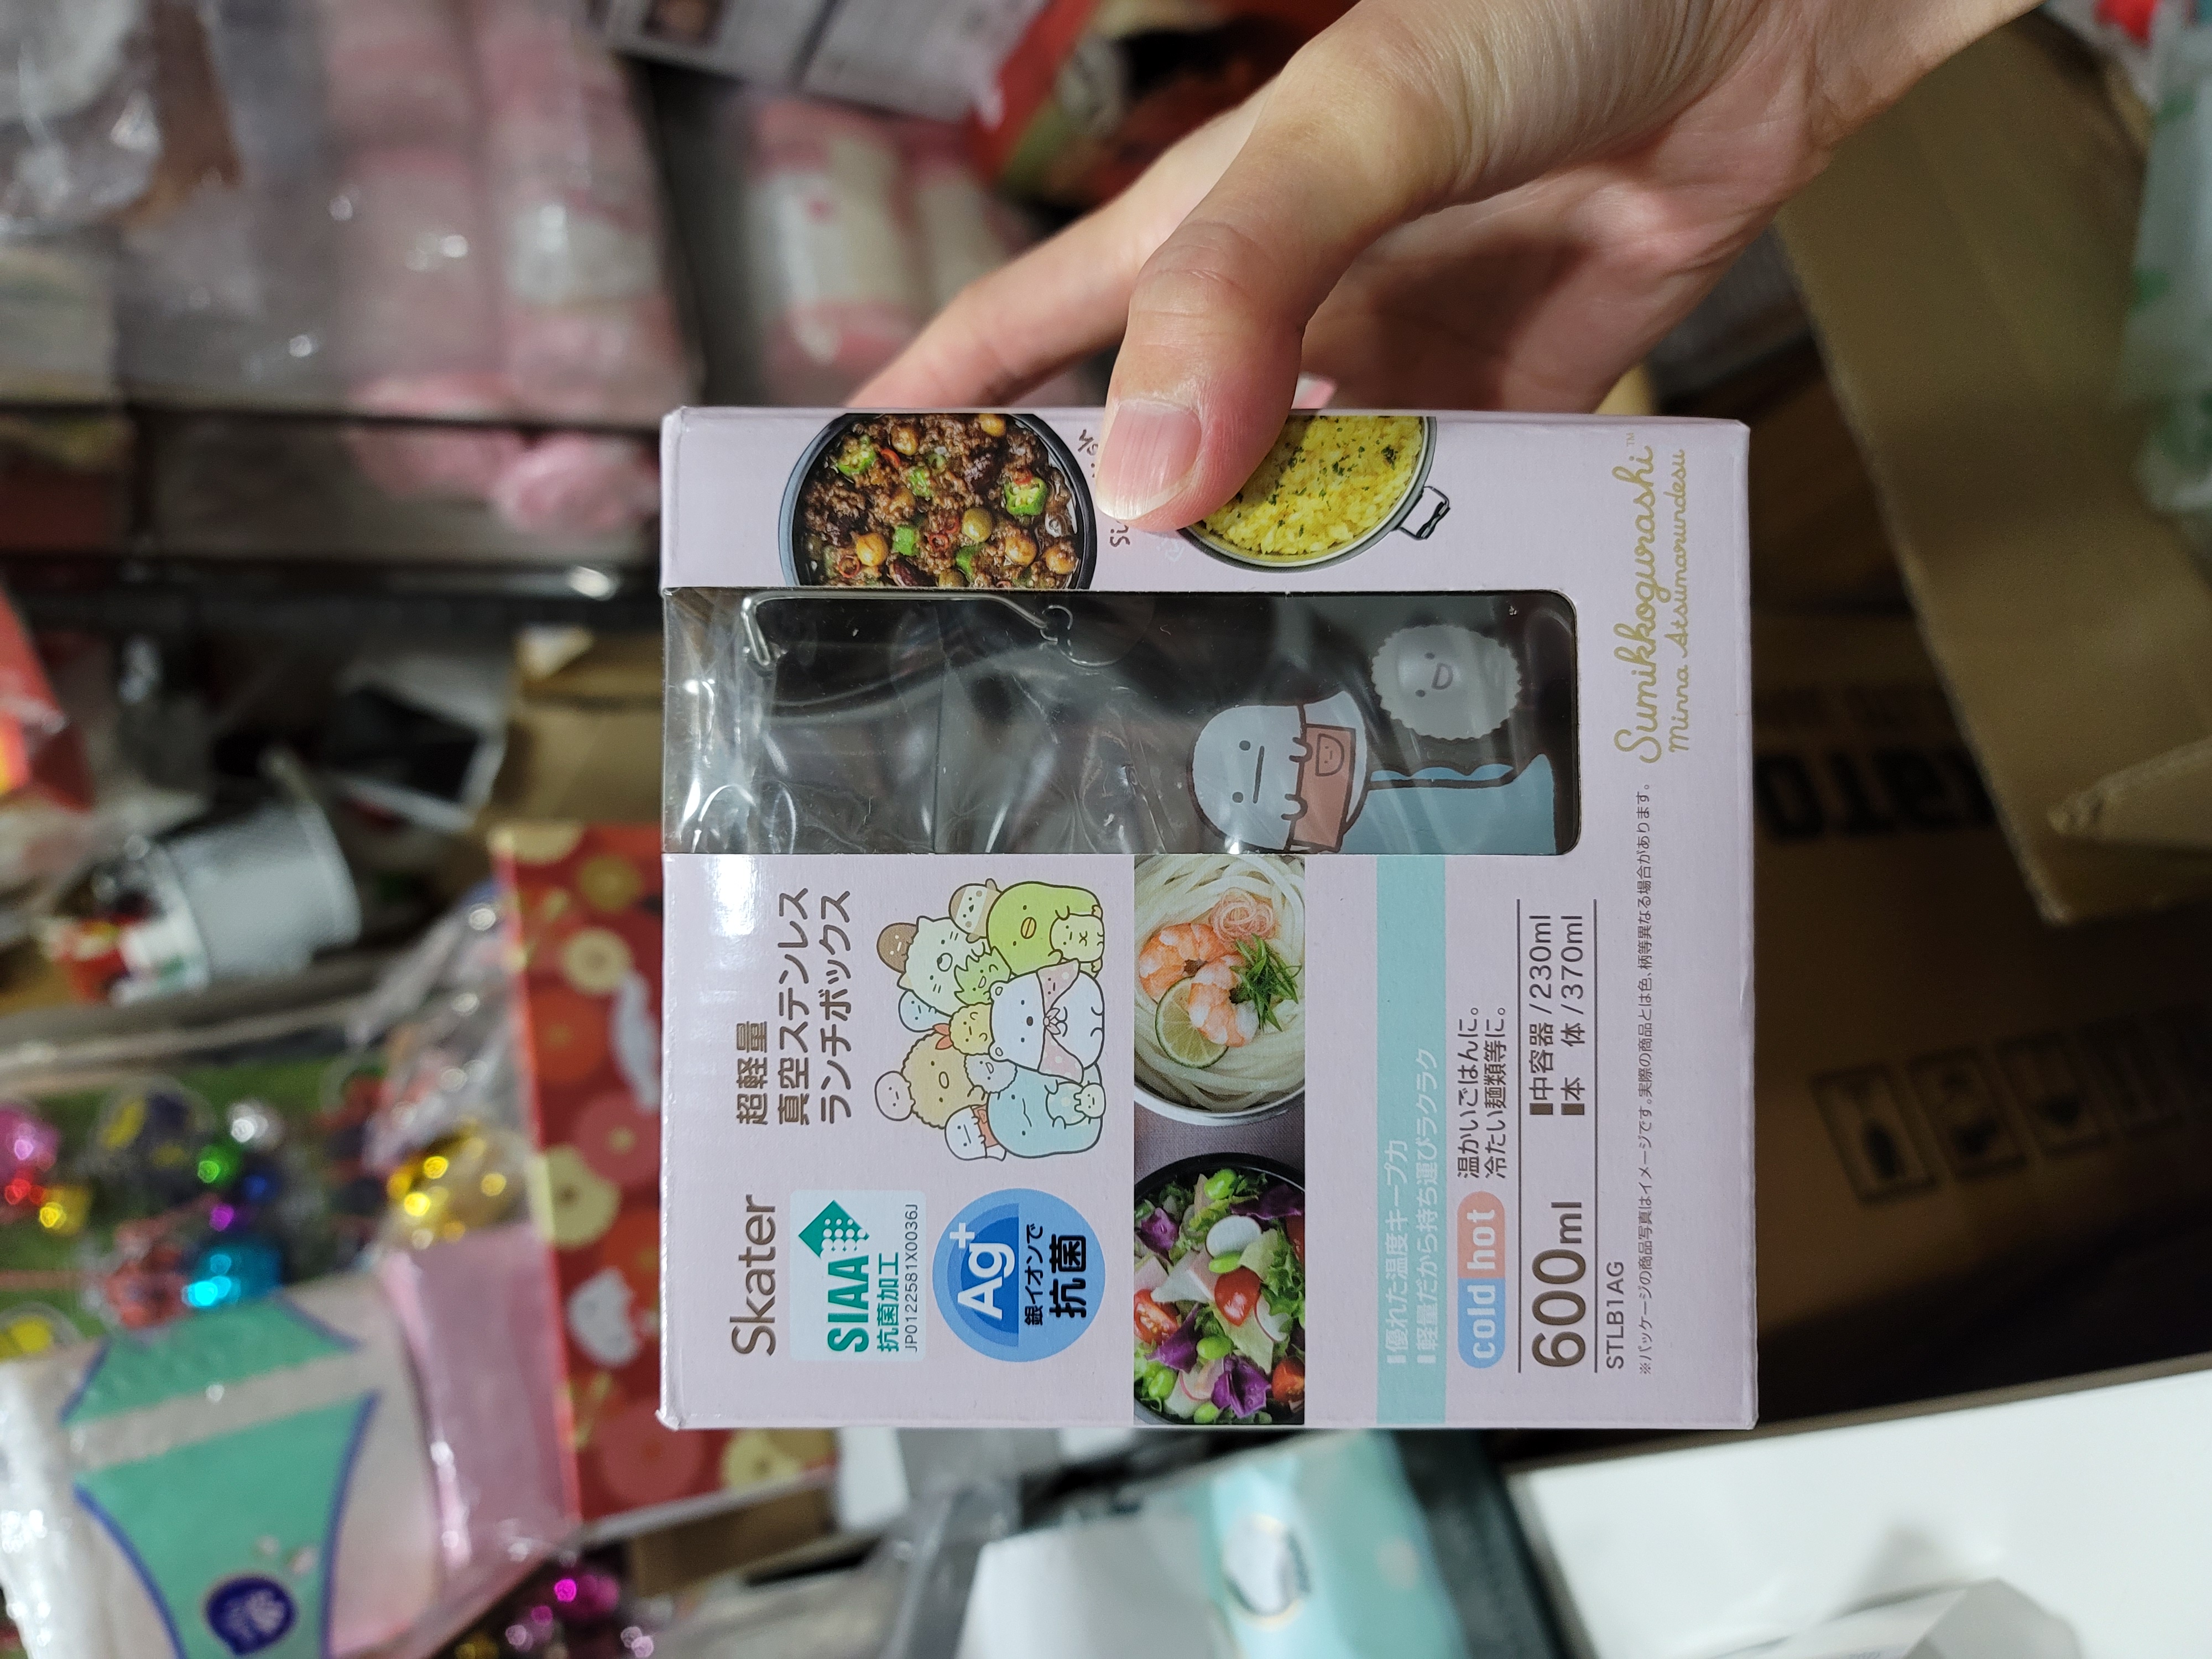 Skater
超軽量
真空ステンレス
ランチボックス
SIAA
抗菌加工
JP0122581X0036J
Ag+
銀イオンで
抗菌
優れた温度キープ力
軽量だから持ち運びラクラク
cold hot
温かいごはんに。
冷たい麺類等に。
600ml
■中容器/230ml
■本 体/370ml
STLB1AG
※パッケージの商品写真はイメージです。実際の商品とは色、柄等異なる場合があります。
Sumikkogurashi™
Minna Atsumarundesu